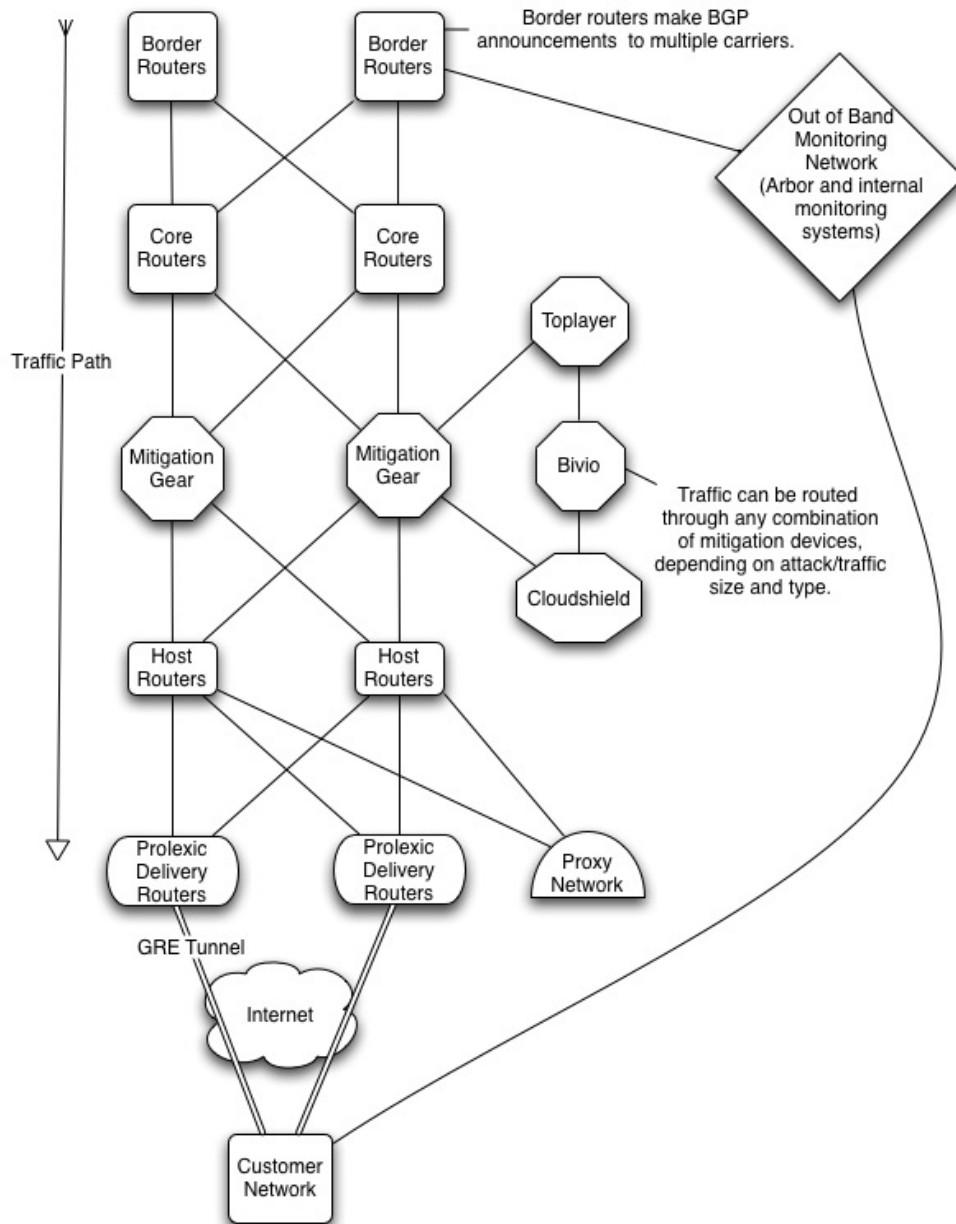 Border
Routers
Border
Routers
Border routers make BGP
announcements to multiple carriers.
Out of Band
Monitoring
Network
(Arbor and internal
monitoring
systems)
Core
Routers
Core
Routers
Toplayer
Traffic Path
Mitigation
Gear
Mitigation
Gear
Bivio
Traffic can be routed
through any combination
of mitigation devices,
depending on attack/traffic
size and type.
Cloudshield
Host
Routers
Host
Routers
Prolexic
Delivery
Routers
Prolexic
Delivery
Routers
Proxy
Network
GRE Tunnel
Internet
Customer
Network